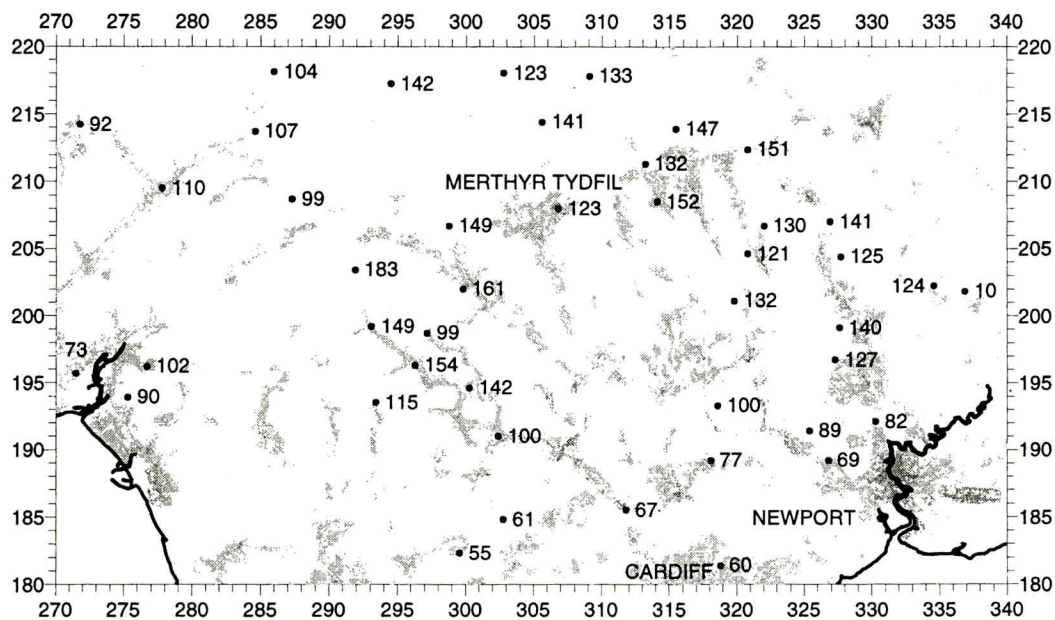 270 275 280 285 290 295 300 305 310 315 320 325 330 335 340
220 220
104 142 123 133
215 92 107 141 147 151 215
132
210 110 MERTHYR TYDFIL 152 210
99 123
149 130 141
205 121 125 205
183 161 124 10
132
200 149 99 140 200
73 102 154 127
195 90 115 142 100 195
100 89 82
190 77 69 190
67
185 61 NEWPORT 185
55 CARDIFF 60
180 180
270 275 280 285 290 295 300 305 310 315 320 325 330 335 340